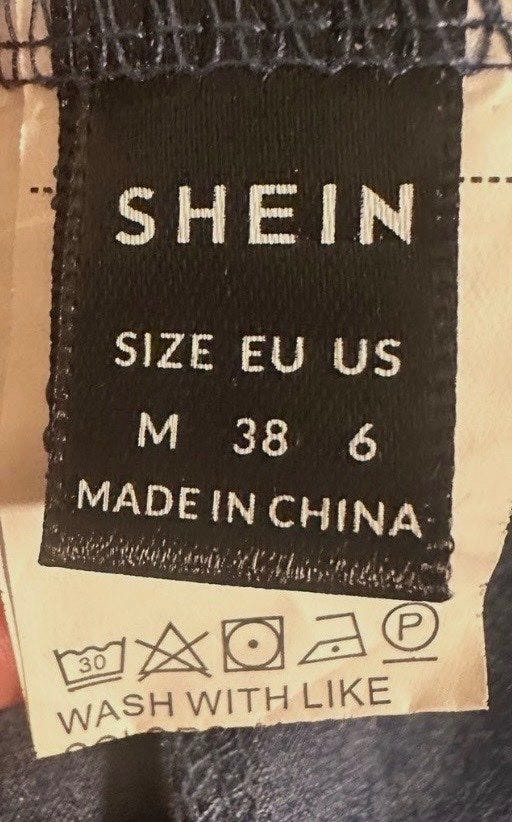 SHEIN
SIZE EU US
M 38 6
MADE IN CHINA
30 P
WASH WITH LIKE